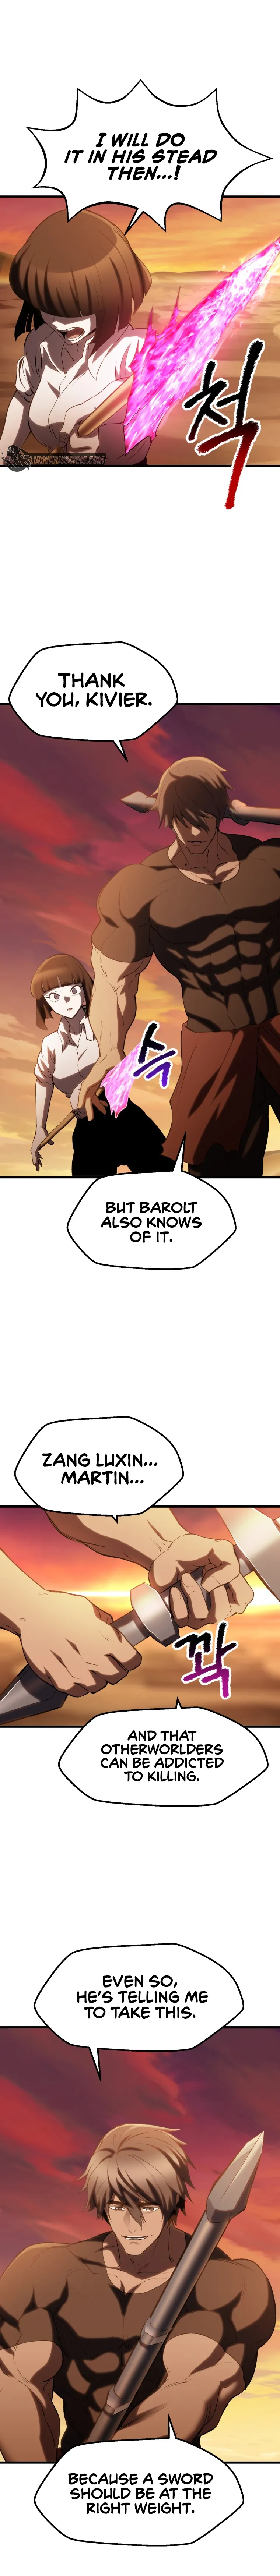 I WILL DO
IT IN HIS STEAD
THEN...!
척
THANK
YOU, KIVIER.
스윽
BUT BAROLT
ALSO KNOWS
OF IT.
ZANG LUXIN...
MARTIN...
꽉
AND THAT
OTHERWORLDERS
CAN BE ADDICTED
TO KILLING.
EVEN SO,
HE'S TELLING ME
TO TAKE THIS.
BECAUSE A SWORD
SHOULD BE AT THE
RIGHT WEIGHT.